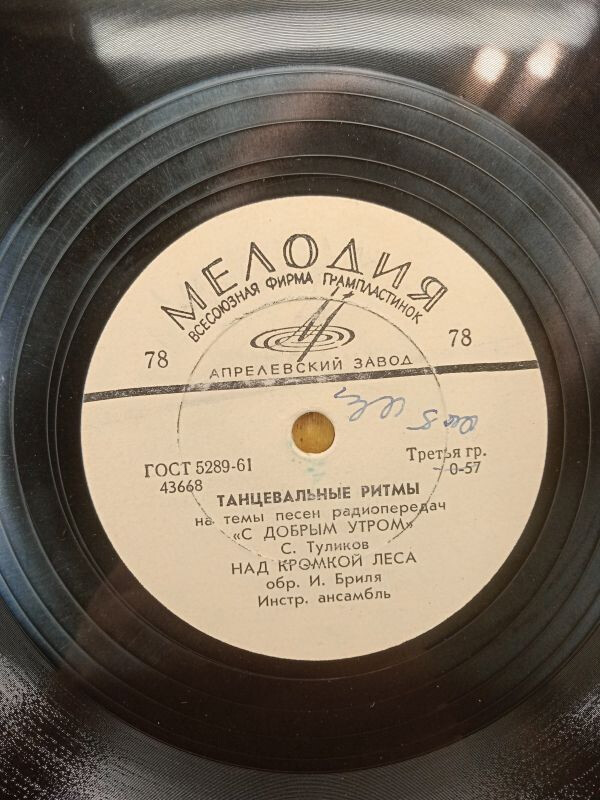 МЕЛОДИЯ
ВСЕСОЮЗНАЯ ФИРМА ГРАМПЛАСТИНОК
78
78
АПРЕЛЕВСКИЙ ЗАВОД
ГОСТ 5289-61
Третья гр.
43668
0-57
ТАНЦЕВАЛЬНЫЕ РИТМЫ
на темы песен радиопередач
«С ДОБРЫМ УТРОМ»
С. Туликов
НАД КРОМКОЙ ЛЕСА
обр. И. Бриля
Инстр. ансамбль